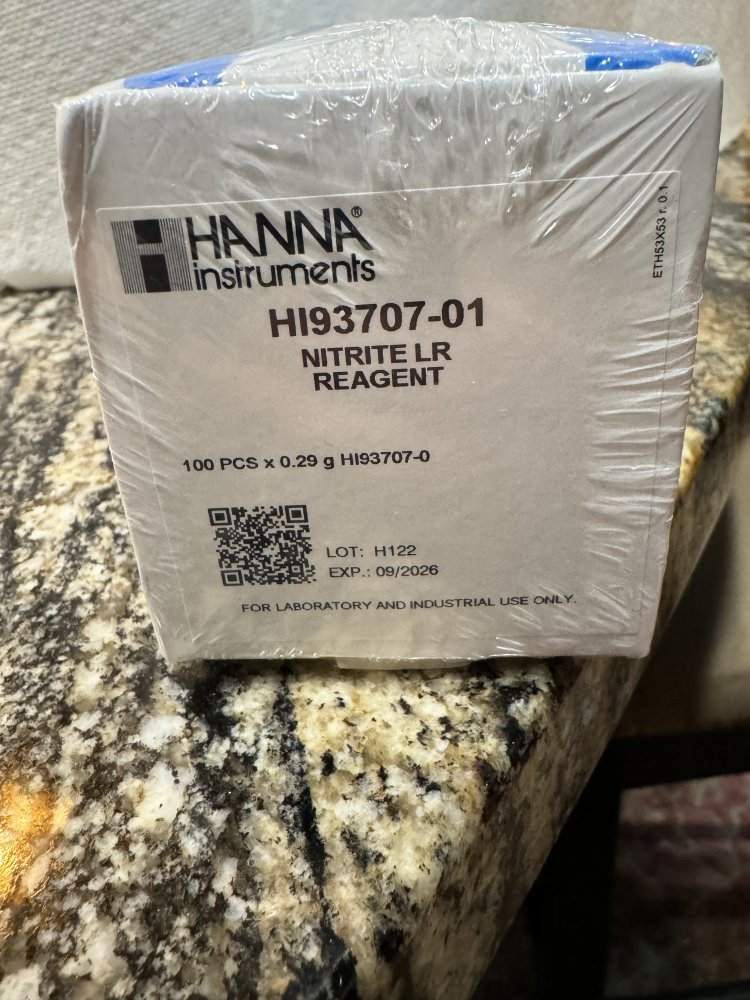 HANNA®
instruments
HI93707-01
NITRITE LR
REAGENT
100 PCS x 0.29 g HI93707-0
LOT: H122
EXP.: 09/2026
FOR LABORATORY AND INDUSTRIAL USE ONLY.
ETH53X53 r. 0.1